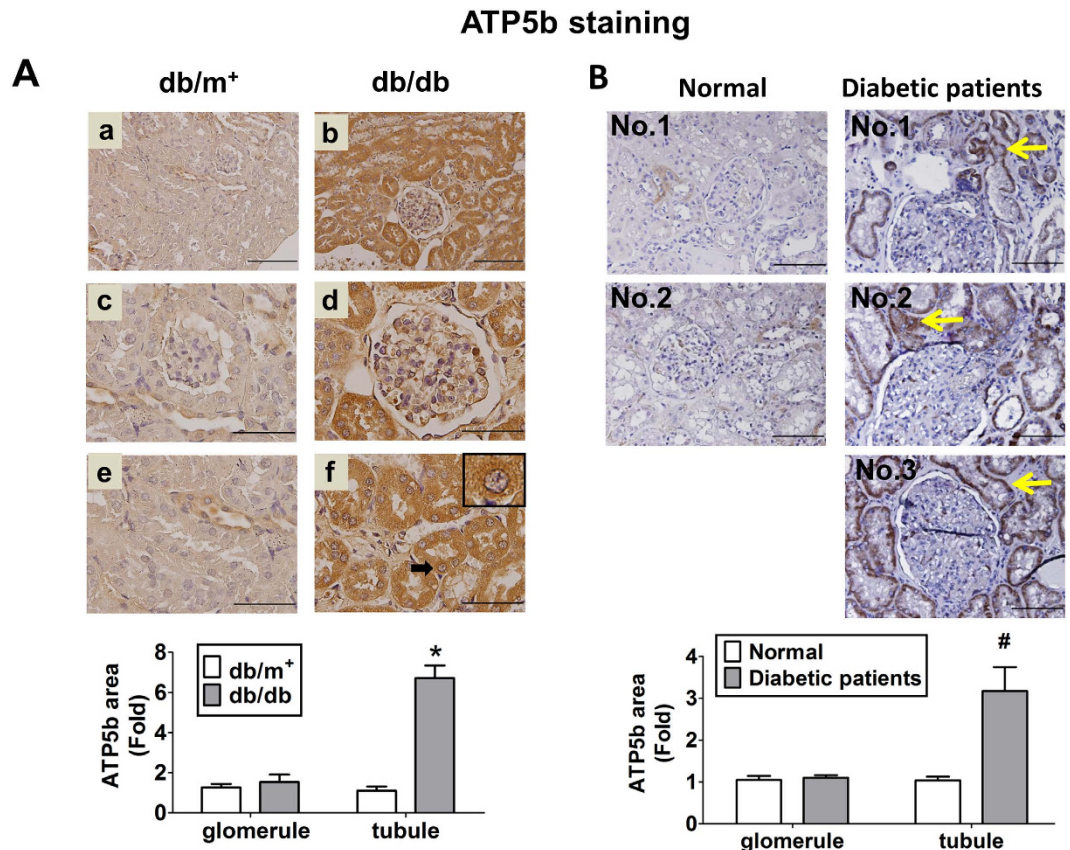 ATP5b staining
A
db/m+
db/db
a
b
c
d
e
f
ATP5b area
(Fold)
8
6
4
2
0
db/m+
db/db
*
glomerule
tubule
B
Normal
Diabetic patients
No.1
No.1
No.2
No.2
No.3
ATP5b area
(Fold)
4
3
2
1
0
Normal
Diabetic patients
#
glomerule
tubule